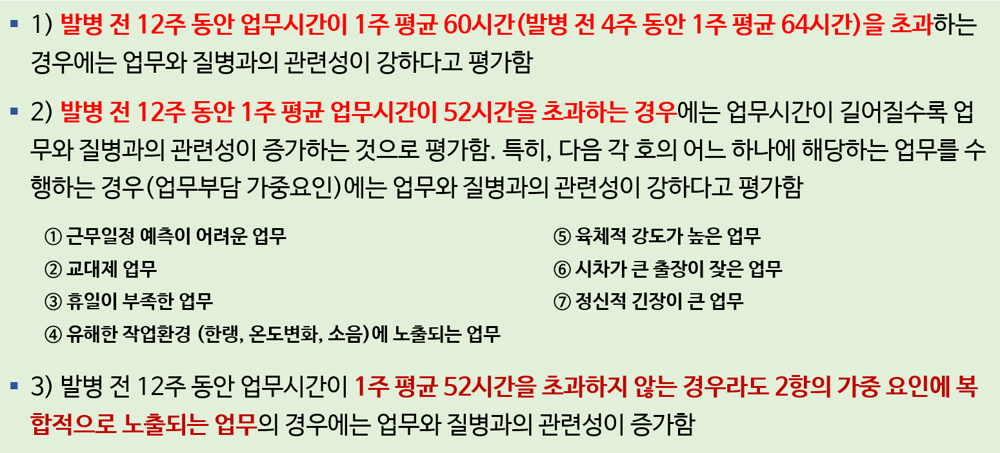 ▪ 1) 발병 전 12주 동안 업무시간이 1주 평균 60시간(발병 전 4주 동안 1주 평균 64시간)을 초과하는
경우에는 업무와 질병과의 관련성이 강하다고 평가함
▪ 2) 발병 전 12주 동안 1주 평균 업무시간이 52시간을 초과하는 경우에는 업무시간이 길어질수록 업
무와 질병과의 관련성이 증가하는 것으로 평가함. 특히, 다음 각 호의 어느 하나에 해당하는 업무를 수
행하는 경우(업무부담 가중요인)에는 업무와 질병과의 관련성이 강하다고 평가함
① 근무일정 예측이 어려운 업무
② 교대제 업무
③ 휴일이 부족한 업무
④ 유해한 작업환경 (한랭, 온도변화, 소음)에 노출되는 업무
⑤ 육체적 강도가 높은 업무
⑥ 시차가 큰 출장이 잦은 업무
⑦ 정신적 긴장이 큰 업무
▪ 3) 발병 전 12주 동안 업무시간이 1주 평균 52시간을 초과하지 않는 경우라도 2항의 가중 요인에 복
합적으로 노출되는 업무의 경우에는 업무와 질병과의 관련성이 증가함